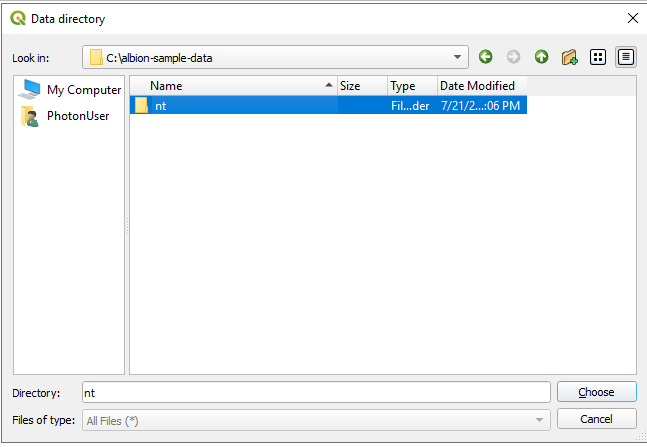 Data directory
Look in: C:\albion-sample-data
My Computer
PhotonUser
Name Size Type Date Modified
nt Fil...der 7/21/2...:06 PM
Directory: nt Choose
Files of type: All Files (*) Cancel